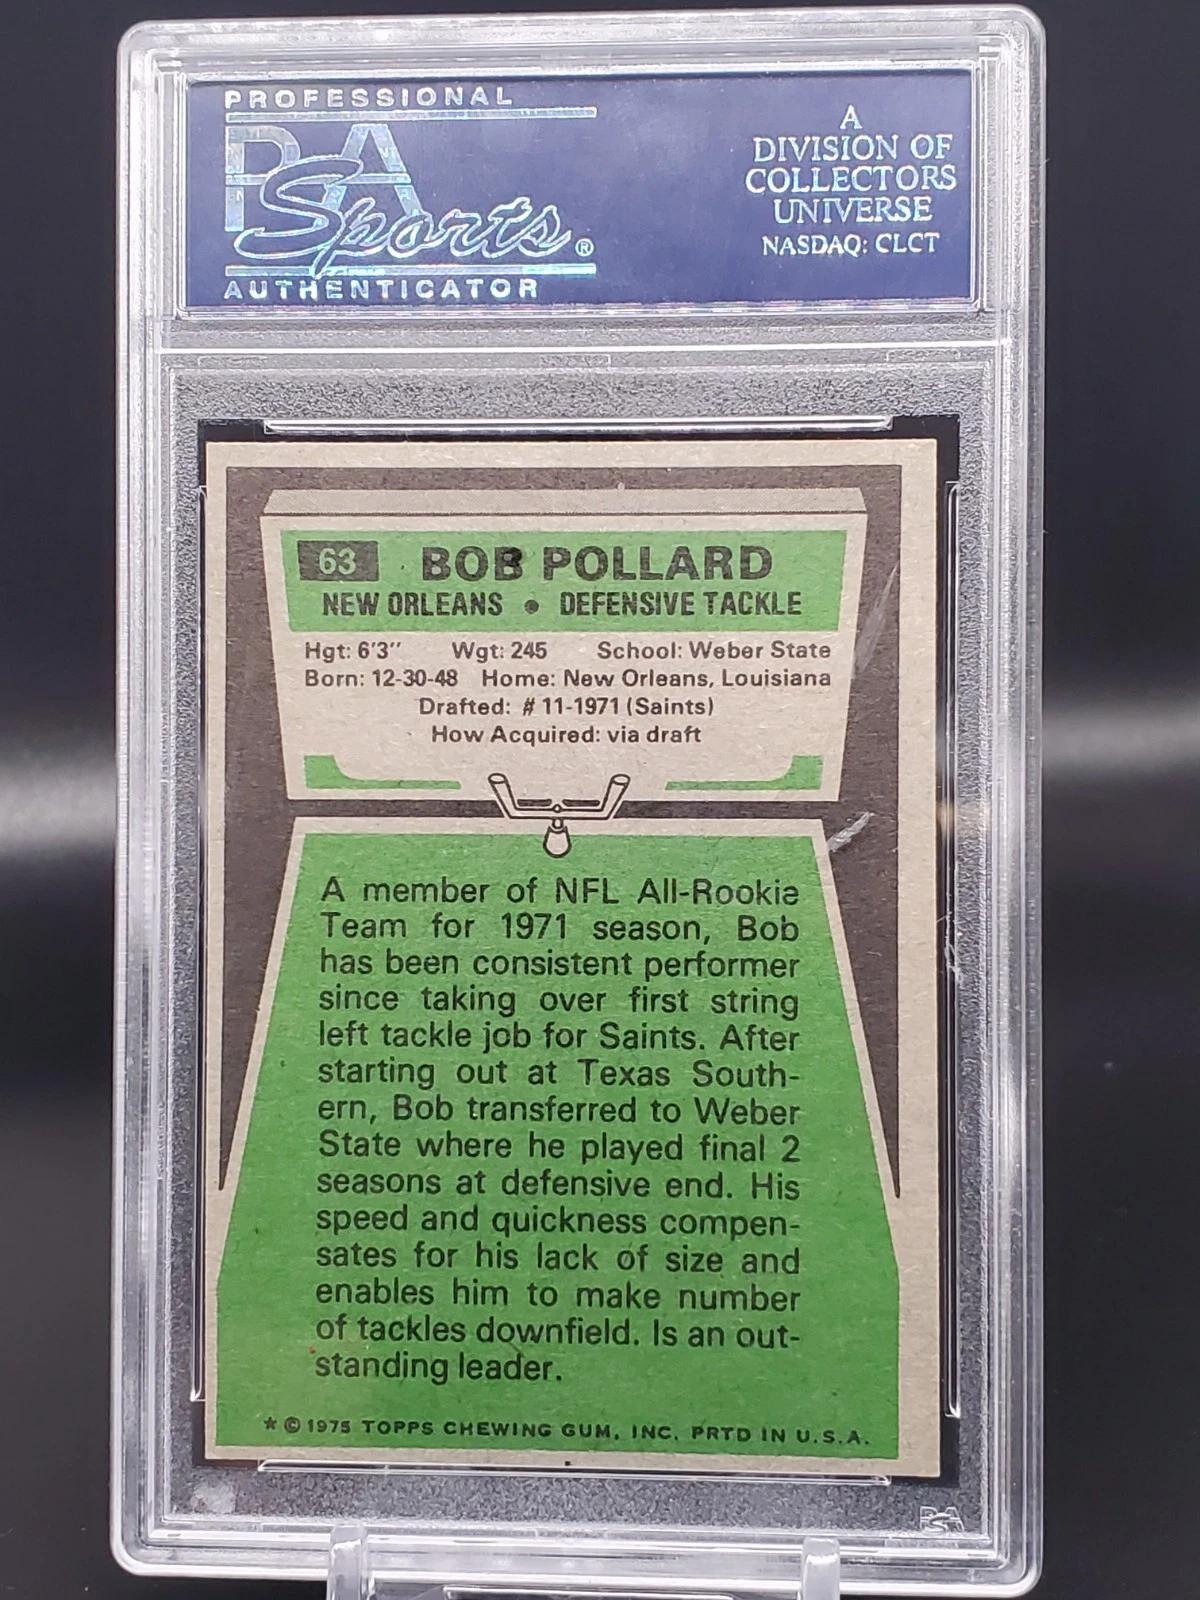 PROFESSIONAL
PSA
Sports®
AUTHENTICATOR
A
DIVISION OF
COLLECTORS
UNIVERSE
NASDAQ: CLCT
63 BOB POLLARD
NEW ORLEANS • DEFENSIVE TACKLE
Hgt: 6'3" Wgt: 245 School: Weber State
Born: 12-30-48 Home: New Orleans, Louisiana
Drafted: #11-1971 (Saints)
How Acquired: via draft
A member of NFL All-Rookie
Team for 1971 season, Bob
has been consistent performer
since taking over first string
left tackle job for Saints. After
starting out at Texas South-
ern, Bob transferred to Weber
State where he played final 2
seasons at defensive end. His
speed and quickness compen-
sates for his lack of size and
enables him to make number
of tackles downfield. Is an out-
standing leader.
* © 1975 TOPPS CHEWING GUM, INC. PRTD IN U.S.A.
PSA